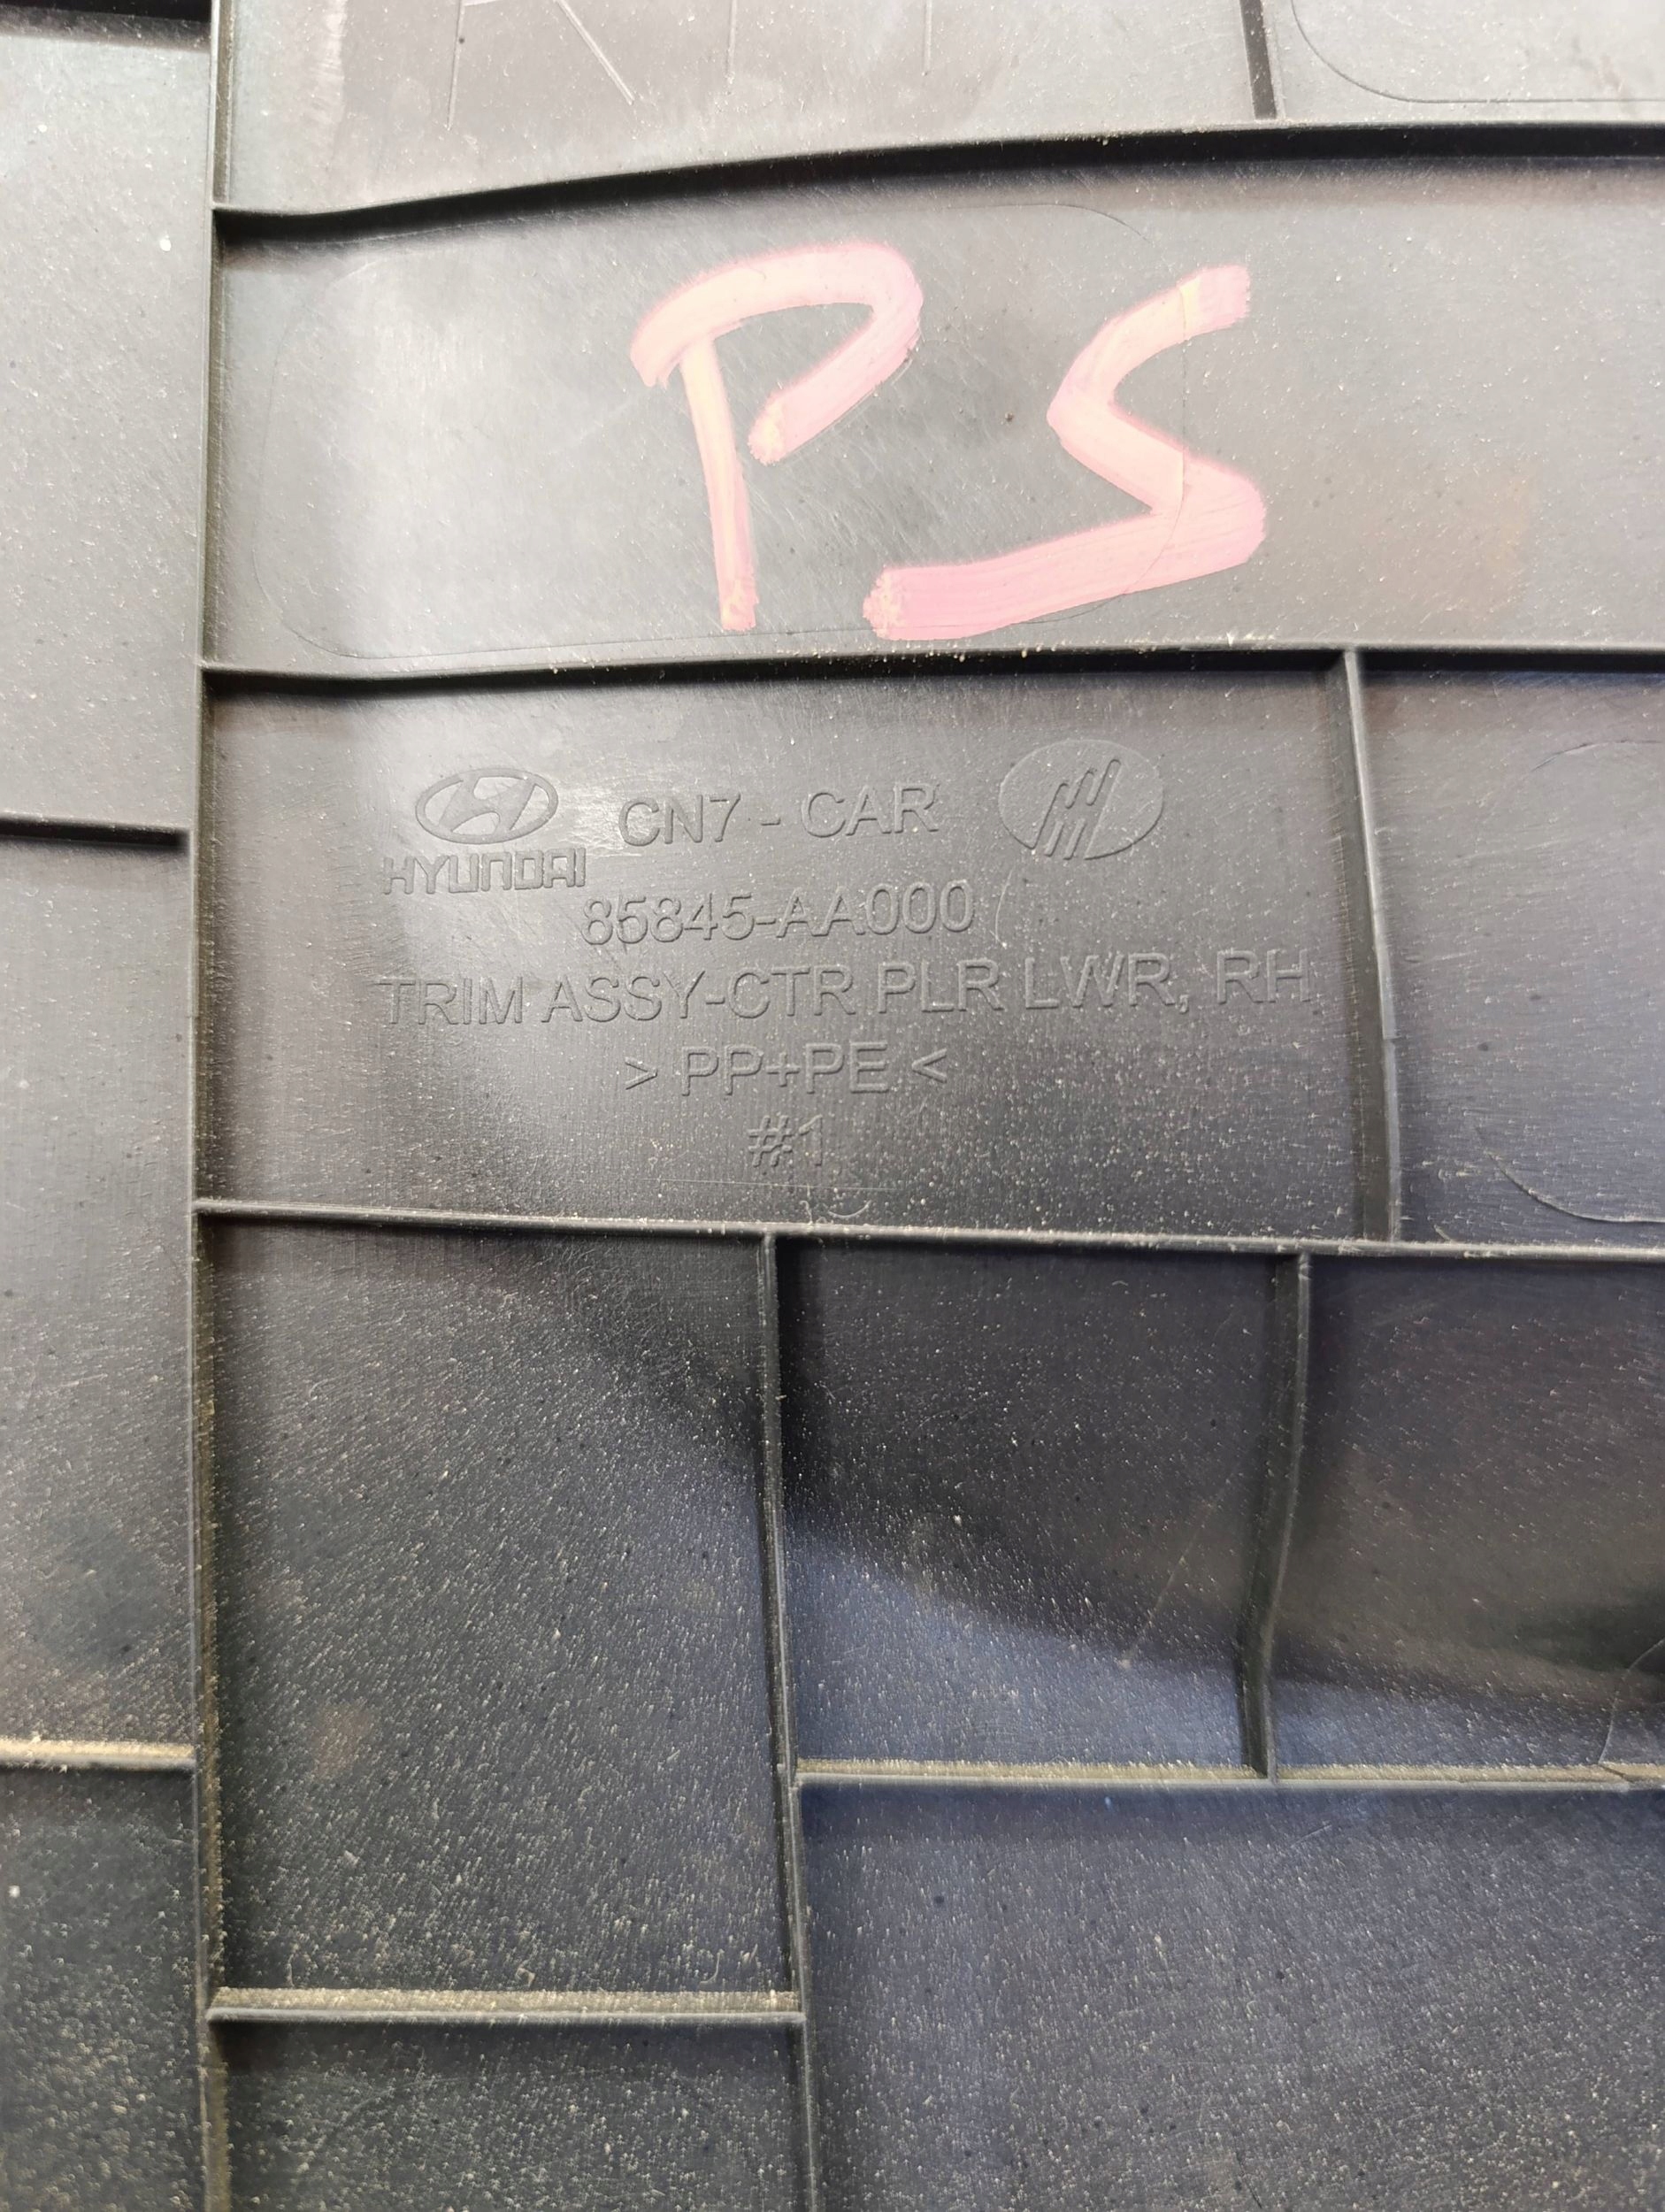 PS
CN7 - CAR
HYUNDAI
85845-AA000
TRIM ASSY-CTR PLR LWR, RH
> PP+PE <
#1